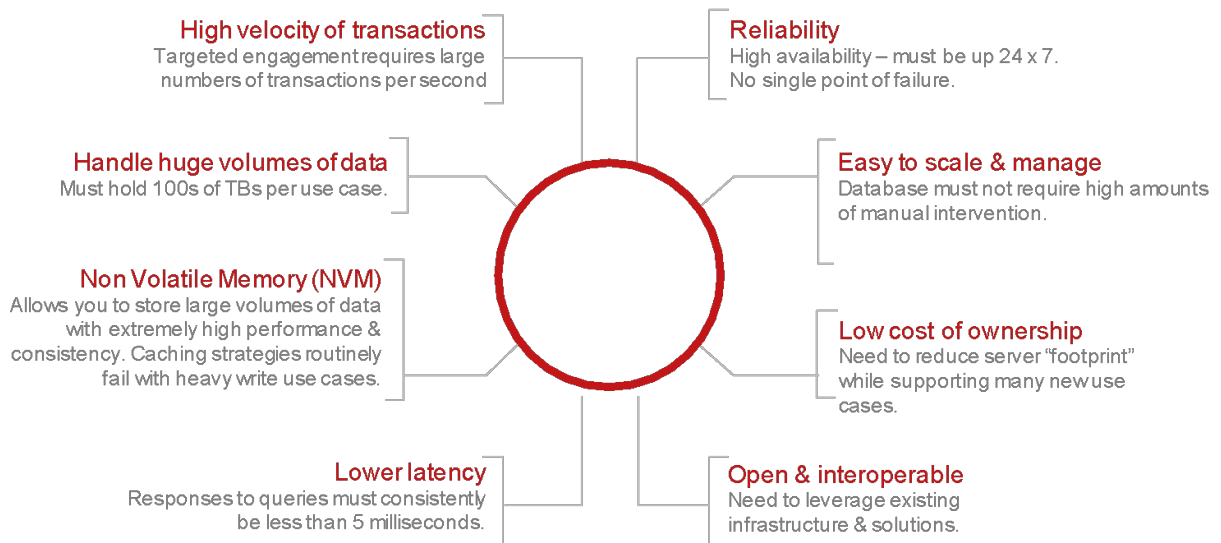 High velocity of transactions
Targeted engagement requires large
numbers of transactions per second
Handle huge volumes of data
Must hold 100s of TBs per use case.
Non Volatile Memory (NVM)
Allows you to store large volumes of data
with extremely high performance &
consistency. Caching strategies routinely
fail with heavy write use cases.
Lower latency
Responses to queries must consistently
be less than 5 milliseconds.
Reliability
High availability – must be up 24 x 7.
No single point of failure.
Easy to scale & manage
Database must not require high amounts
of manual intervention.
Low cost of ownership
Need to reduce server “footprint”
while supporting many new use
cases.
Open & interoperable
Need to leverage existing
infrastructure & solutions.